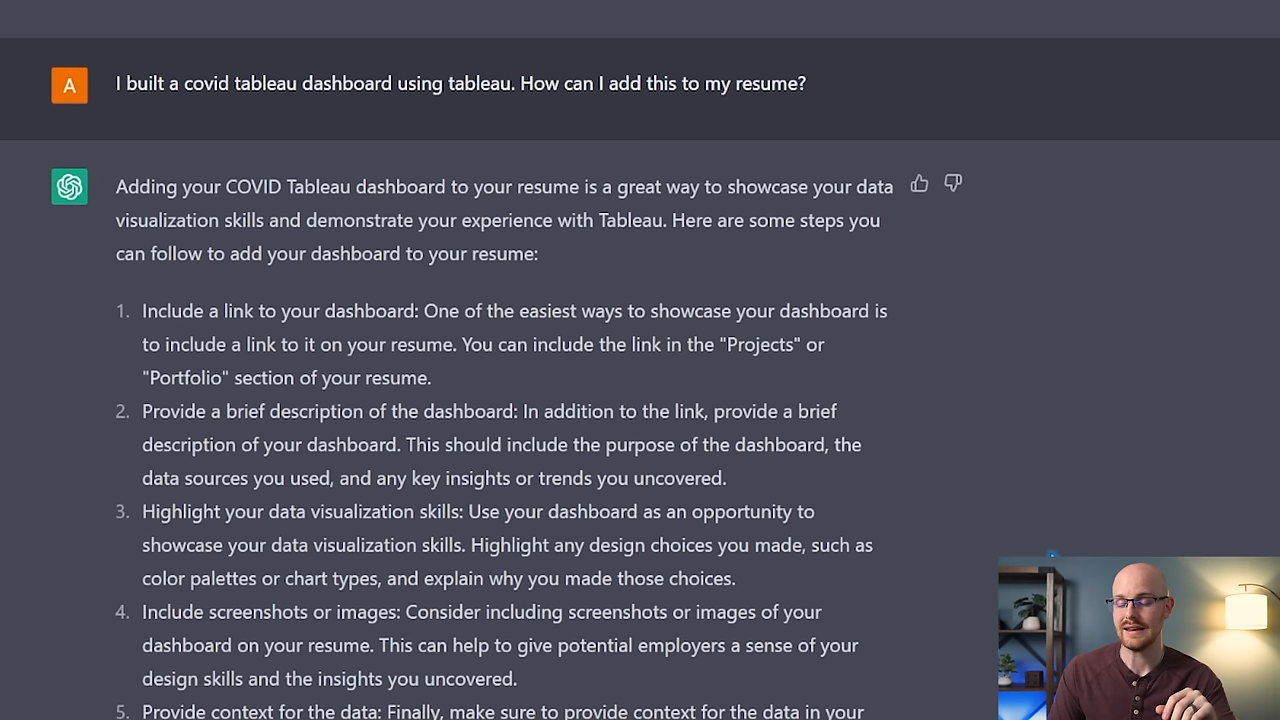 A
I built a covid tableau dashboard using tableau. How can I add this to my resume?
Adding your COVID Tableau dashboard to your resume is a great way to showcase your data
visualization skills and demonstrate your experience with Tableau. Here are some steps you
can follow to add your dashboard to your resume:
1. Include a link to your dashboard: One of the easiest ways to showcase your dashboard is
to include a link to it on your resume. You can include the link in the "Projects" or
"Portfolio" section of your resume.
2. Provide a brief description of the dashboard: In addition to the link, provide a brief
description of your dashboard. This should include the purpose of the dashboard, the
data sources you used, and any key insights or trends you uncovered.
3. Highlight your data visualization skills: Use your dashboard as an opportunity to
showcase your data visualization skills. Highlight any design choices you made, such as
color palettes or chart types, and explain why you made those choices.
4. Include screenshots or images: Consider including screenshots or images of your
dashboard on your resume. This can help to give potential employers a sense of your
design skills and the insights you uncovered.
5. Provide context for the data: Finally, make sure to provide context for the data in your